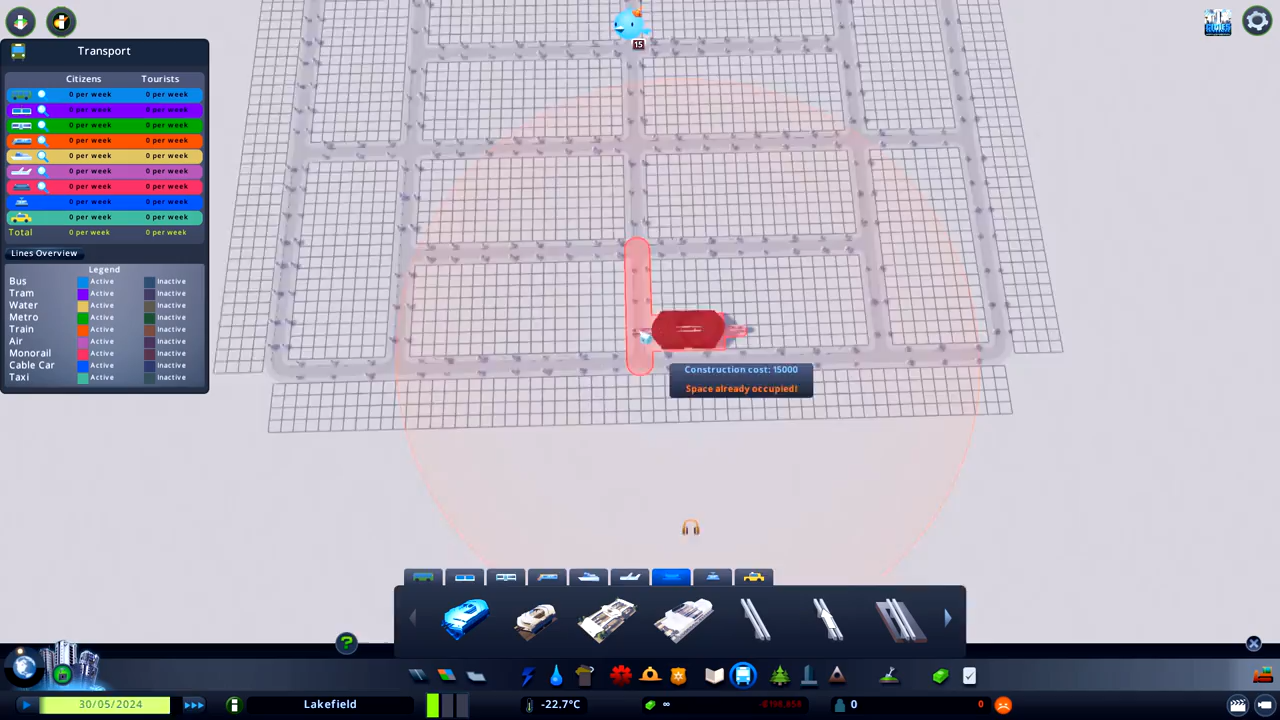 15
Transport
Citizens Tourists
0 per week 0 per week
0 per week 0 per week
0 per week 0 per week
0 per week 0 per week
0 per week 0 per week
0 per week 0 per week
0 per week 0 per week
0 per week 0 per week
0 per week 0 per week
Total 0 per week 0 per week
Lines Overview
Legend
Bus Active Inactive
Tram Active Inactive
Water Active Inactive
Metro Active Inactive
Train Active Inactive
Air Active Inactive
Monorail Active Inactive
Cable Car Active Inactive
Taxi Active Inactive
Construction cost: 15000
Space already occupied!
?
30/05/2024 Lakefield -22.7°C ∞ 0 0